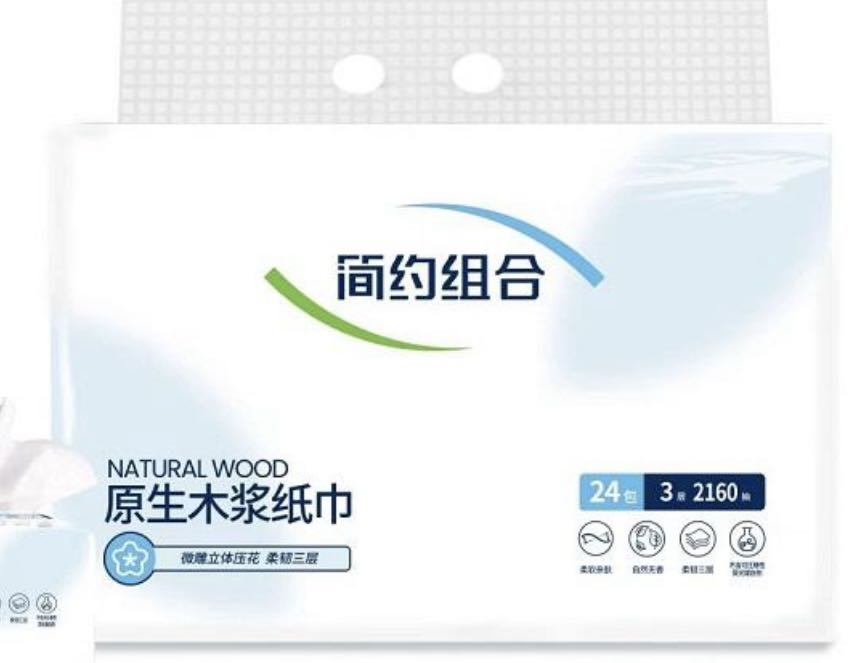 简约组合
NATURAL WOOD
原生木浆纸巾
微雕立体压花 柔韧三层
24包 3层 2160抽
柔软亲肤 自然无香 柔韧三层